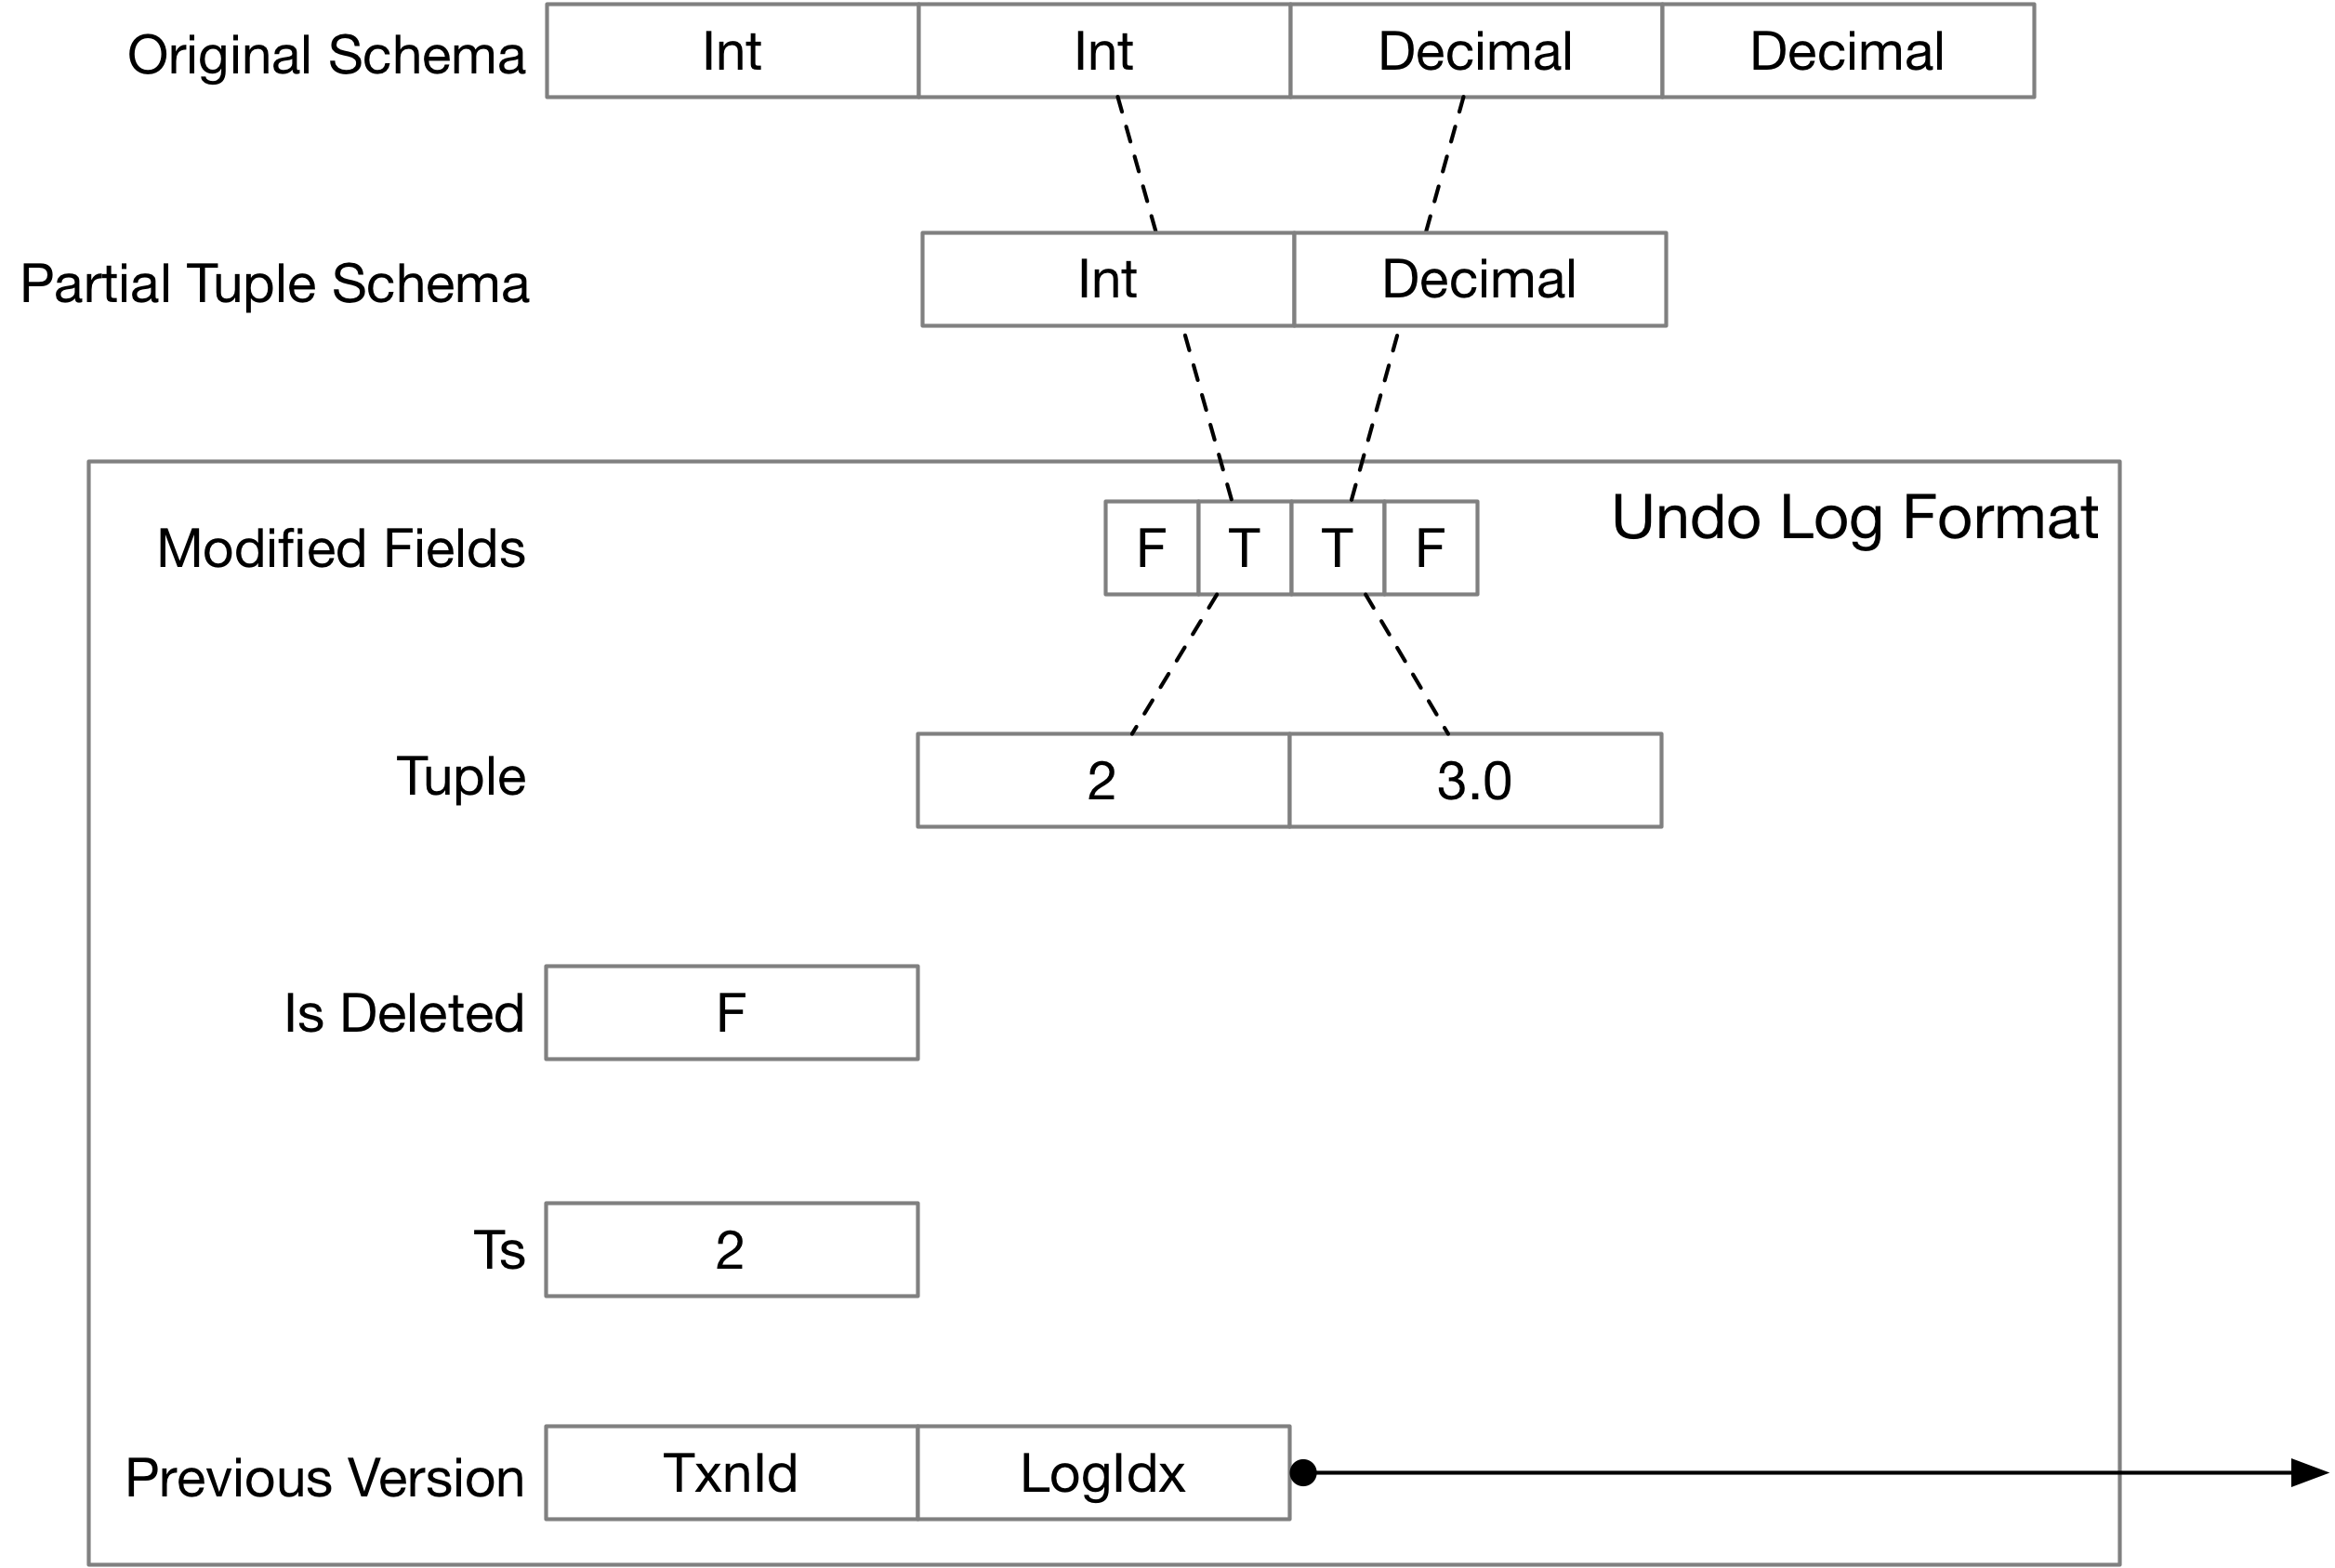 Original Schema Int Int Decimal Decimal
Partial Tuple Schema Int Decimal
Undo Log Format
Modified Fields F T T F
Tuple 2 3.0
Is Deleted F
Ts 2
Previous Version TxnId LogIdx